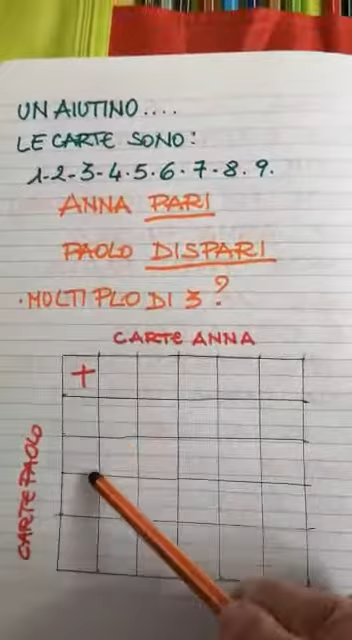 UN AIUTINO....
LE CARTE SONO:
1-2-3-4.5.6.7-8.9.
ANNA PARI
PAOLO DISPARI
·MULTIPLO DI 3?
CARTE ANNA
+
CARTE PAOLO